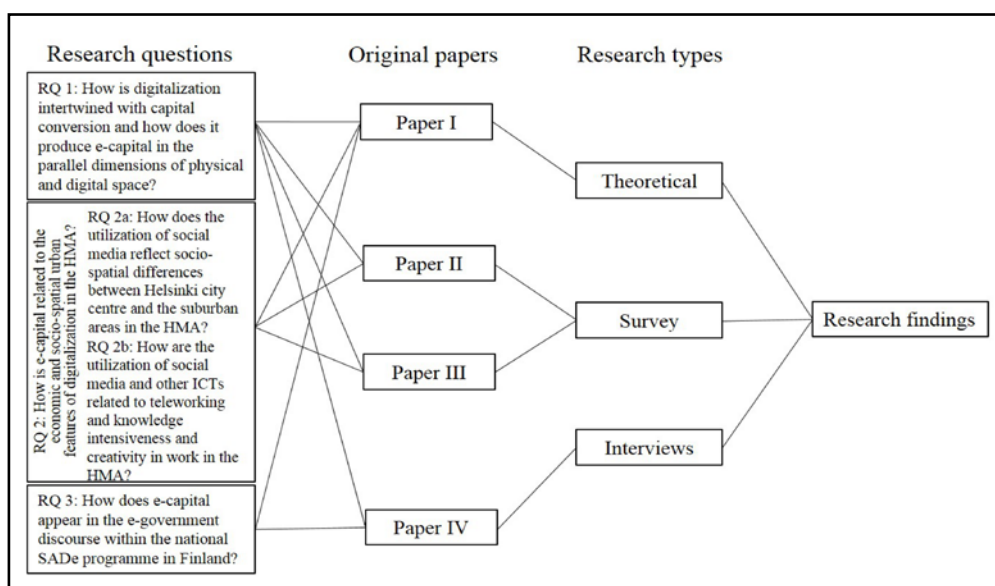 Research questions
Original papers
Research types
RQ 1: How is digitalization
intertwined with capital
conversion and how does it
produce e-capital in the
parallel dimensions of physical
and digital space?
RQ 2: How is e-capital related to the
economic and socio-spatial urban
features of digitalization in the HMA?
RQ 2a: How does the
utilization of social
media reflect socio-
spatial differences
between Helsinki city
centre and the suburban
areas in the HMA?
RQ 2b: How are the
utilization of social
media and other ICTs
related to teleworking
and knowledge
intensiveness and
creativity in work in the
HMA?
RQ 3: How does e-capital
appear in the e-government
discourse within the national
SADe programme in Finland?
Paper I
Paper II
Paper III
Paper IV
Theoretical
Survey
Interviews
Research findings